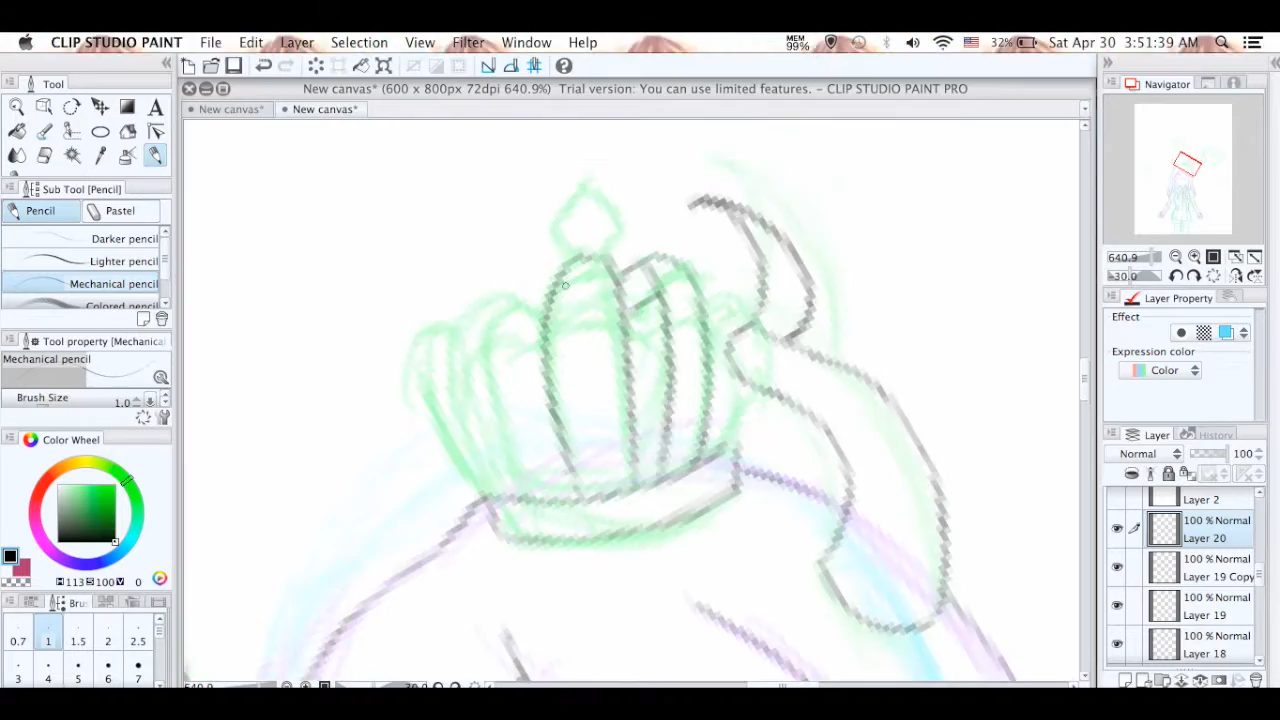 CLIP STUDIO PAINT File Edit Layer Selection View Filter Window Help MEM 99% 32% Sat Apr 30 3:51:39 AM
New canvas* (600 x 600px 72dpi 640.9%) Trial version: You can use limited features. – CLIP STUDIO PAINT PRO
Tool
New canvas*
New canvas*
Navigator
Sub Tool [Pencil]
Pencil
Pastel
Darker pencil
Lighter pencil
Mechanical pencil
Colored pencil
Tool property [Mechanical
Mechanical pencil
Brush Size 1.0
Color Wheel
H 113 S 100 V 0
Bru
0.7 1 1.5 2 2.5
3 4 5 6 7
640.9
-30.0
Layer Property
Effect
Expression color
Color
Layer
History
Normal 100
Layer 2
100 % Normal
Layer 20
100 % Normal
Layer 19 Copy
100 % Normal
Layer 19
100 % Normal
Layer 18